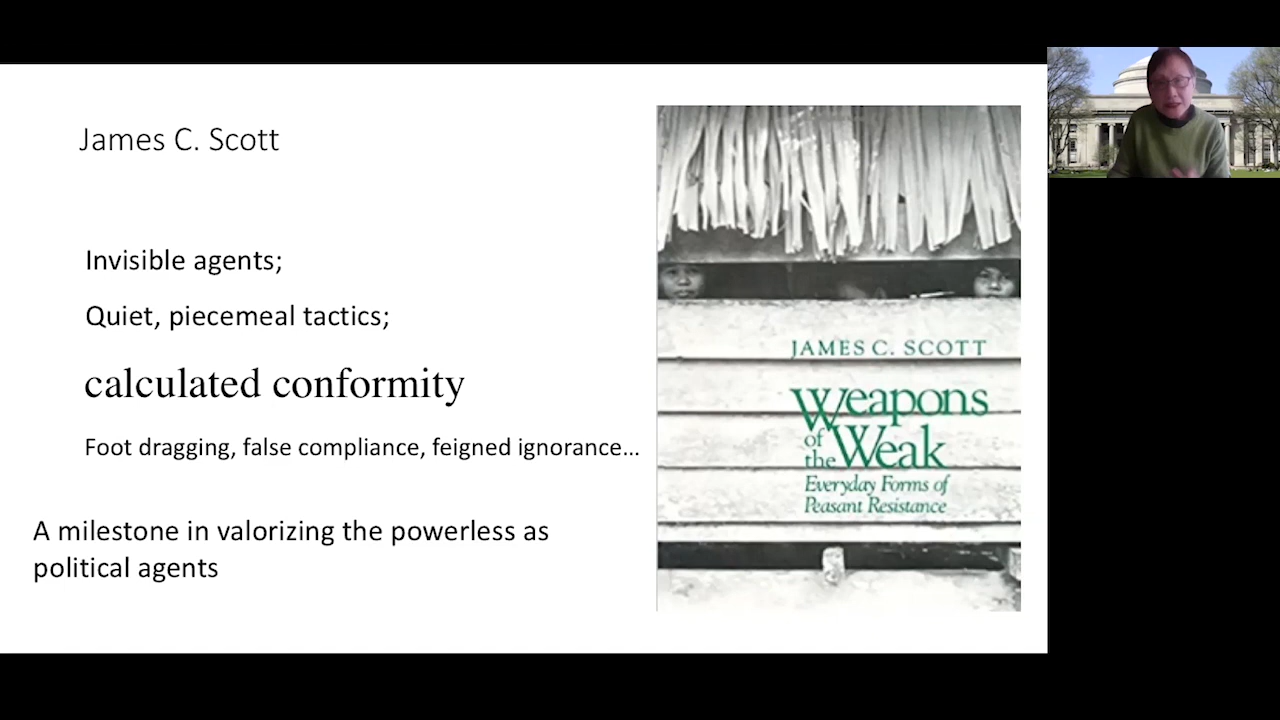 James C. Scott
Invisible agents;
Quiet, piecemeal tactics;
calculated conformity
Foot dragging, false compliance, feigned ignorance...
A milestone in valorizing the powerless as
political agents
JAMES C. SCOTT
Weapons
of
the Weak
Everyday Forms of
Peasant Resistance